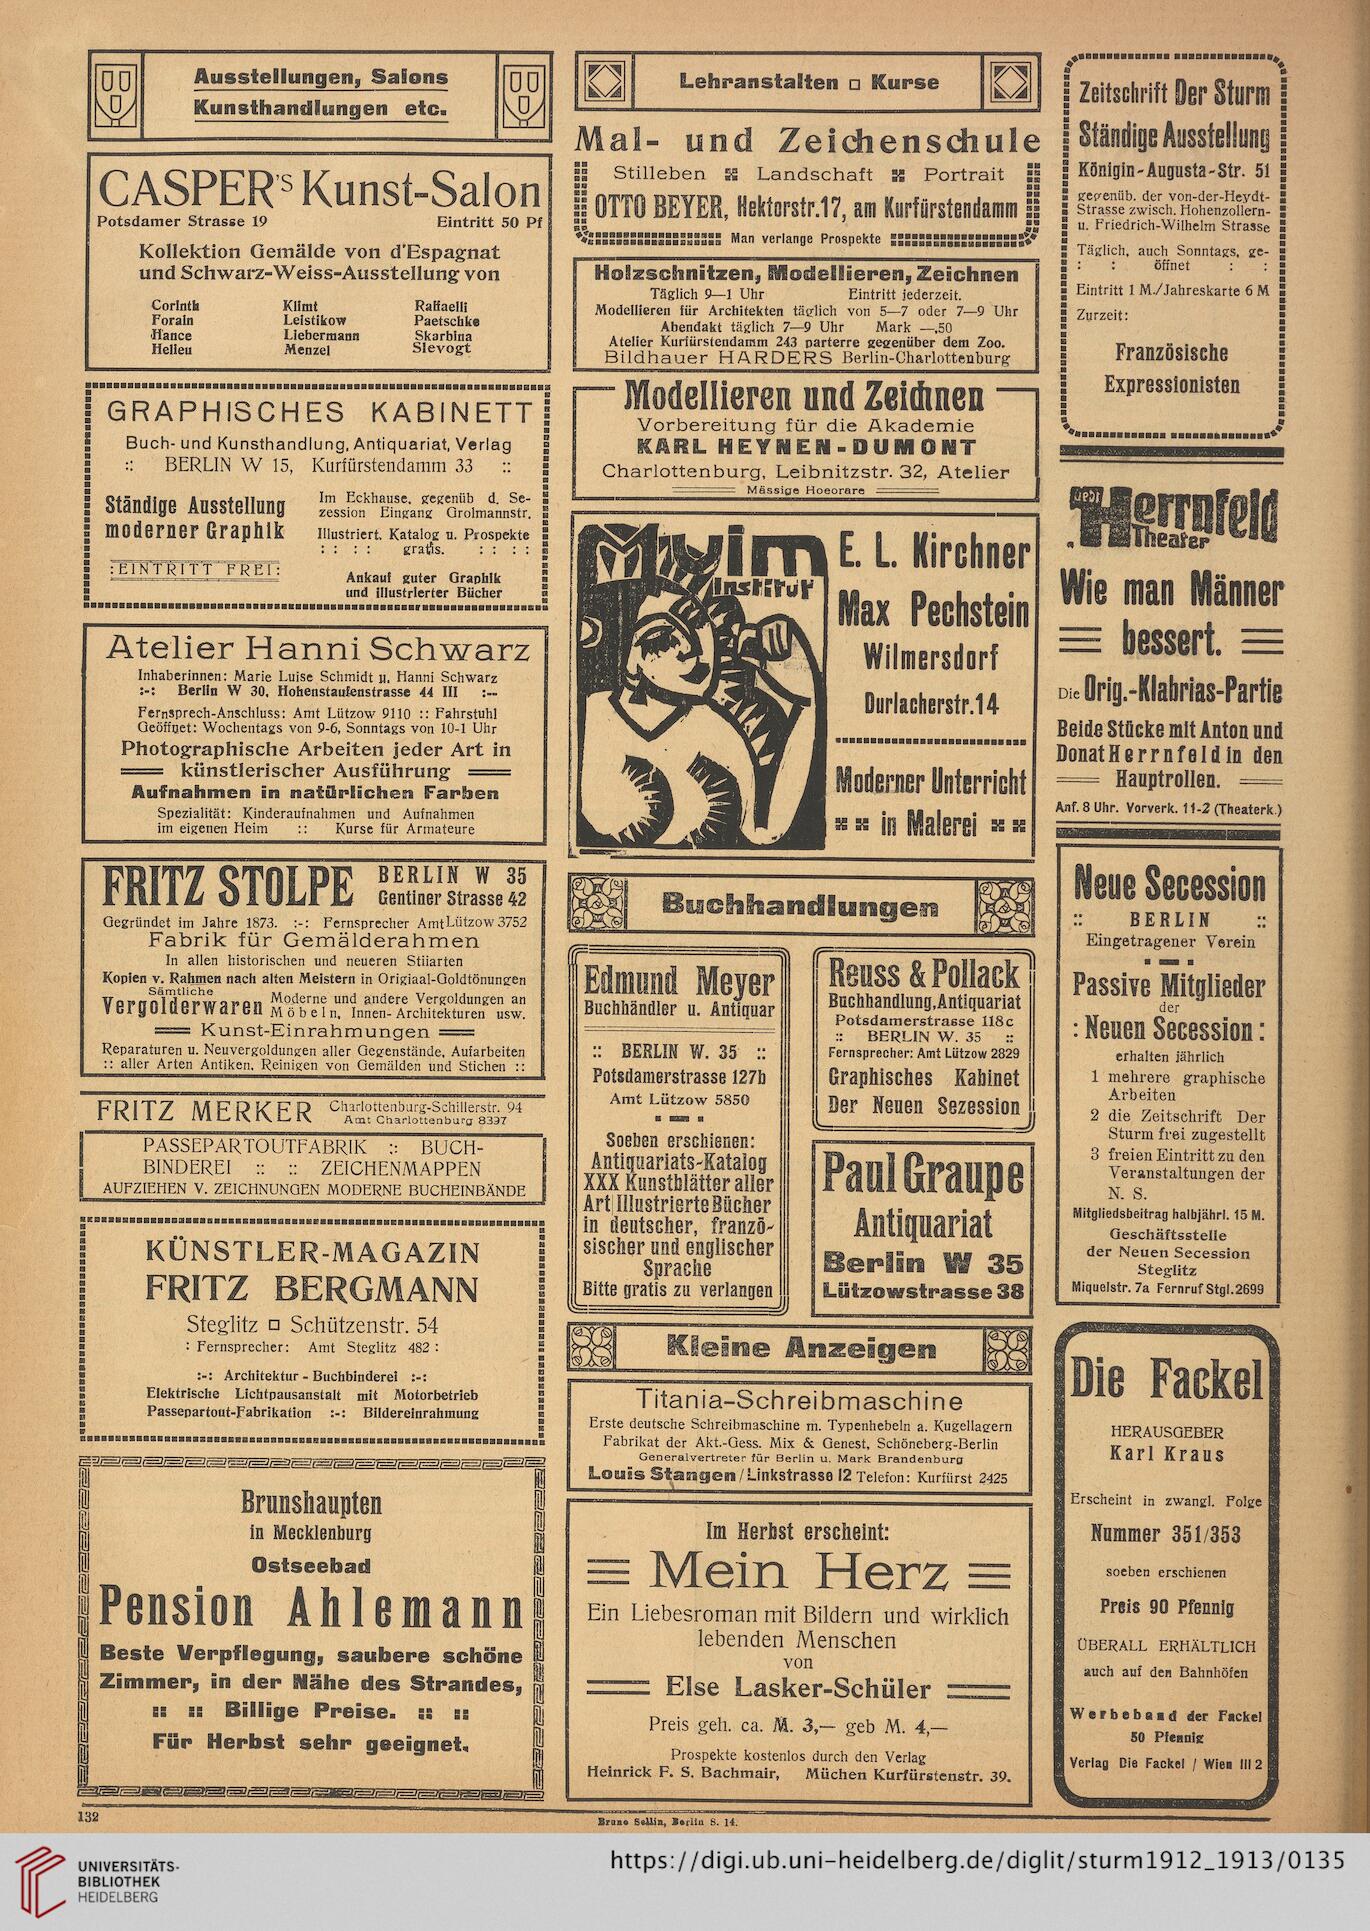 Ausstellungen, Salons
Kunsthandlungen etc.
CASPER's Kunst-Salon
Potsdamer Strasse 19 Eintritt 50 Pf
Kollektion Gemälde von d'Espagnat
und Schwarz-Weiss-Ausstellung von
Corinth Klimt Raffaelli
Forain Leistikow Paetschke
Hance Liebermann Skarbina
Helleu Menzel Slevogt
GRAPHISCHES KABINETT
Buch- und Kunsthandlung, Antiquariat, Verlag
:: BERLIN W 15, Kurfürstendamm 33 ::
Ständige Ausstellung
moderner Graphik
:EINTRITT FREI:
Im Eckhause, gegenüb d. Se-
zession Eingang Grolmannstr.
Illustriert. Katalog u. Prospekte
: : : : gratis. : : : :
Ankauf guter Graphik
und illustrierter Bücher
Atelier Hanni Schwarz
Inhaberinnen: Marie Luise Schmidt u. Hanni Schwarz
:-: Berlin W 30, Hohenstaufenstrasse 44 III :—
Fernsprech-Anschluss: Amt Lützow 9110 :: Fahrstuhl
Geöffnet: Wochentags von 9-6, Sonntags von 10-1 Uhr
Photographische Arbeiten jeder Art in
künstlerischer Ausführung
Aufnahmen in natürlichen Farben
Spezialität: Kinderaufnahmen und Aufnahmen
im eigenen Heim :: Kurse für Armateure
FRITZ STOLPE BERLIN W 35
Gentiner Strasse 42
Gegründet im Jahre 1873. :-: Fernsprecher Amt Lützow 3752
Fabrik für Gemälderahmen
In allen historischen und neueren Stilarten
Kopien v. Rahmen nach alten Meistern in Origiaal-Goldtönungen
Sämtliche
Vergolderwaren Moderne und andere Vergoldungen an
Möbeln, Innen-Architekturen usw.
Kunst-Einrahmungen
Reparaturen u. Neuvergoldungen aller Gegenstände, Aufarbeiten
:: aller Arten Antiken, Reinigen von Gemälden und Stichen ::
FRITZ MERKER Charlottenburg-Schillerstr. 94
Amt Charlottenburg 8397
PASSEPARTOUTFABRIK :: BUCH-
BINDEREI :: :: ZEICHENMAPPEN
AUFZIEHEN V. ZEICHNUNGEN MODERNE BUCHEINBÄNDE
KÜNSTLER-MAGAZIN
FRITZ BERGMANN
Steglitz □ Schützenstr. 54
: Fernsprecher: Amt Steglitz 482 :
:-: Architektur - Buchbinderei :-:
Elektrische Lichtpausanstalt mit Motorbetrieb
Passepartout-Fabrikation :-: Bildereinrahmung
Brunshaupten
in Mecklenburg
Ostseebad
Pension Ahlemann
Beste Verpflegung, saubere schöne
Zimmer, in der Nähe des Strandes,
:: :: Billige Preise. :: ::
Für Herbst sehr geeignet.
132
Lehranstalten □ Kurse
Mal- und Zeichenschule
Stilleben Landschaft Portrait
OTTO BEYER, Hektorstr.17, am Kurfürstendamm
Man verlange Prospekte
Holzschnitzen, Modellieren, Zeichnen
Täglich 9—1 Uhr Eintritt jederzeit.
Modellieren für Architekten täglich von 5—7 oder 7—9 Uhr
Abendakt täglich 7—9 Uhr Mark —,50
Atelier Kurfürstendamm 243 parterre gegenüber dem Zoo.
Bildhauer HARDERS Berlin-Charlottenburg
Modellieren und Zeichnen
Vorbereitung für die Akademie
KARL HEYNEN-DUMONT
Charlottenburg, Leibnitzstr. 32, Atelier
Mässige Hoeorare
Muim
Institut
E. L. Kirchner
Max Pechstein
Wilmersdorf
Durlacherstr.14
Moderner Unterricht
in Malerei
Buchhandlungen
Edmund Meyer
Buchhändler u. Antiquar
:: BERLIN W. 35 ::
Potsdamerstrasse 127b
Amt Lützow 5850
Soeben erschienen:
Antiquariats-Katalog
XXX Kunstblätter aller
Art Illustrierte Bücher
in deutscher, franzö-
sischer und englischer
Sprache
Bitte gratis zu verlangen
Reuss & Pollack
Buchhandlung, Antiquariat
Potsdamerstrasse 118c
:: BERLIN W. 35 ::
Fernsprecher: Amt Lützow 2829
Graphisches Kabinet
Der Neuen Sezession
Paul Graupe
Antiquariat
Berlin W 35
Lützowstrasse 38
Kleine Anzeigen
Titania-Schreibmaschine
Erste deutsche Schreibmaschine m. Typenhebeln a. Kugellagern
Fabrikat der Akt.-Gess. Mix & Genest, Schöneberg-Berlin
Generalvertreter für Berlin u. Mark Brandenburg
Louis Stangen / Linkstrasse 12 Telefon: Kurfürst 2425
Im Herbst erscheint:
Mein Herz
Ein Liebesroman mit Bildern und wirklich
lebenden Menschen
von
Else Lasker-Schüler
Preis geh. ca. M. 3,— geb M. 4,—
Prospekte kostenlos durch den Verlag
Heinrick F. S. Bachmair, Müchen Kurfürstenstr. 39.
Bruno Sellin, Berlin S. 14.
Zeitschrift Der Sturm
Ständige Ausstellung
Königin-Augusta-Str. 51
gegenüb. der von-der-Heydt-
Strasse zwisch. Hohenzollern-
u. Friedrich-Wilhelm Strasse
Täglich, auch Sonntags, ge-
: : öffnet : :
Eintritt 1 M./Jahreskarte 6 M
Zurzeit:
Französische
Expressionisten
Herrnfeld
Theater
Wie man Männer
bessert.
Die Orig.-Klabrias-Partie
Beide Stücke mit Anton und
Donat Herrnfeld in den
Hauptrollen.
Anf. 8 Uhr. Vorverk. 11-2 (Theaterk.)
Neue Secession
:: BERLIN ::
Eingetragener Verein
Passive Mitglieder
der
: Neuen Secession :
erhalten jährlich
1 mehrere graphische
Arbeiten
2 die Zeitschrift Der
Sturm frei zugestellt
3 freien Eintritt zu den
Veranstaltungen der
N. S.
Mitgliedsbeitrag halbjährl. 15 M.
Geschäftsstelle
der Neuen Secession
Steglitz
Miquelstr. 7a Fernruf Stgl. 2699
Die Fackel
HERAUSGEBER
Karl Kraus
Erscheint in zwangl. Folge
Nummer 351/353
soeben erschienen
Preis 90 Pfennig
ÜBERALL ERHÄLTLICH
auch auf den Bahnhöfen
Werbeband der Fackel
50 Pfennig
Verlag Die Fackel / Wien III 2
UNIVERSITÄTS-
BIBLIOTHEK
HEIDELBERG
https://digi.ub.uni-heidelberg.de/diglit/sturm1912_1913/0135